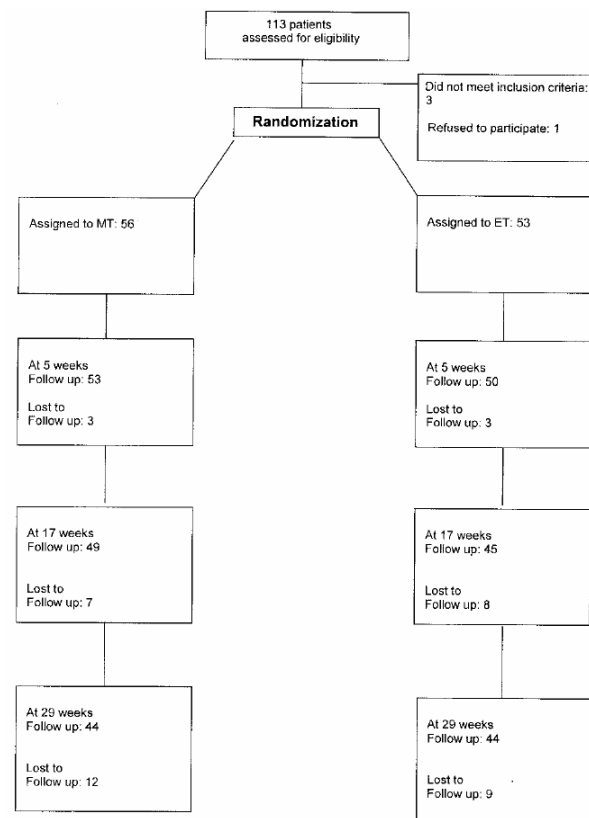 113 patients
assessed for eligibility
Did not meet inclusion criteria:
3
Refused to participate: 1
Randomization
Assigned to MT: 56
Assigned to ET: 53
At 5 weeks
Follow up: 53
Lost to
Follow up: 3
At 5 weeks
Follow up: 50
Lost to
Follow up: 3
At 17 weeks
Follow up: 49
Lost to
Follow up: 7
At 17 weeks
Follow up: 45
Lost to
Follow up: 8
At 29 weeks
Follow up: 44
Lost to
Follow up: 12
At 29 weeks
Follow up: 44
Lost to
Follow up: 9